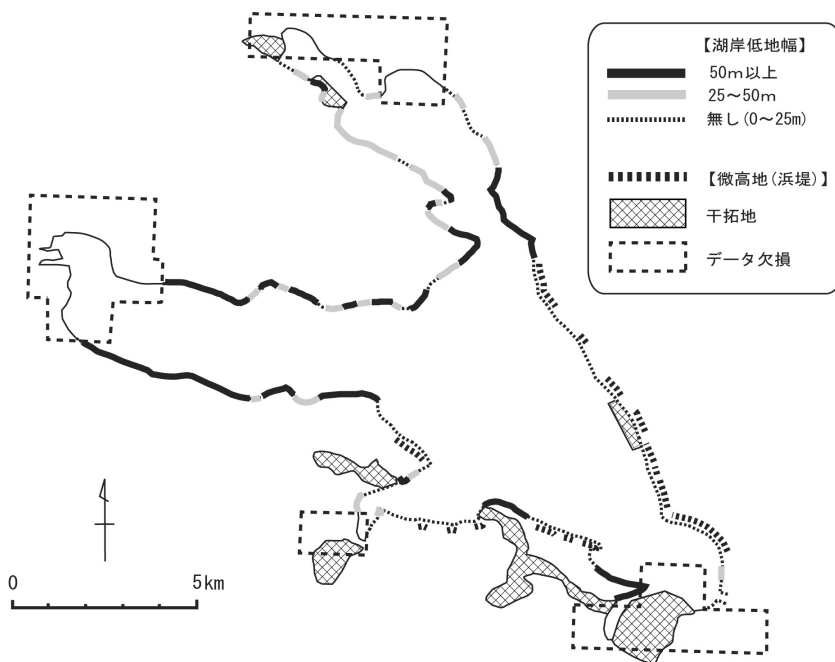 【湖岸低地幅】
50m以上
25~50m
無し(0~25m)
【微高地(浜堤)】
干拓地
データ欠損
0 5km